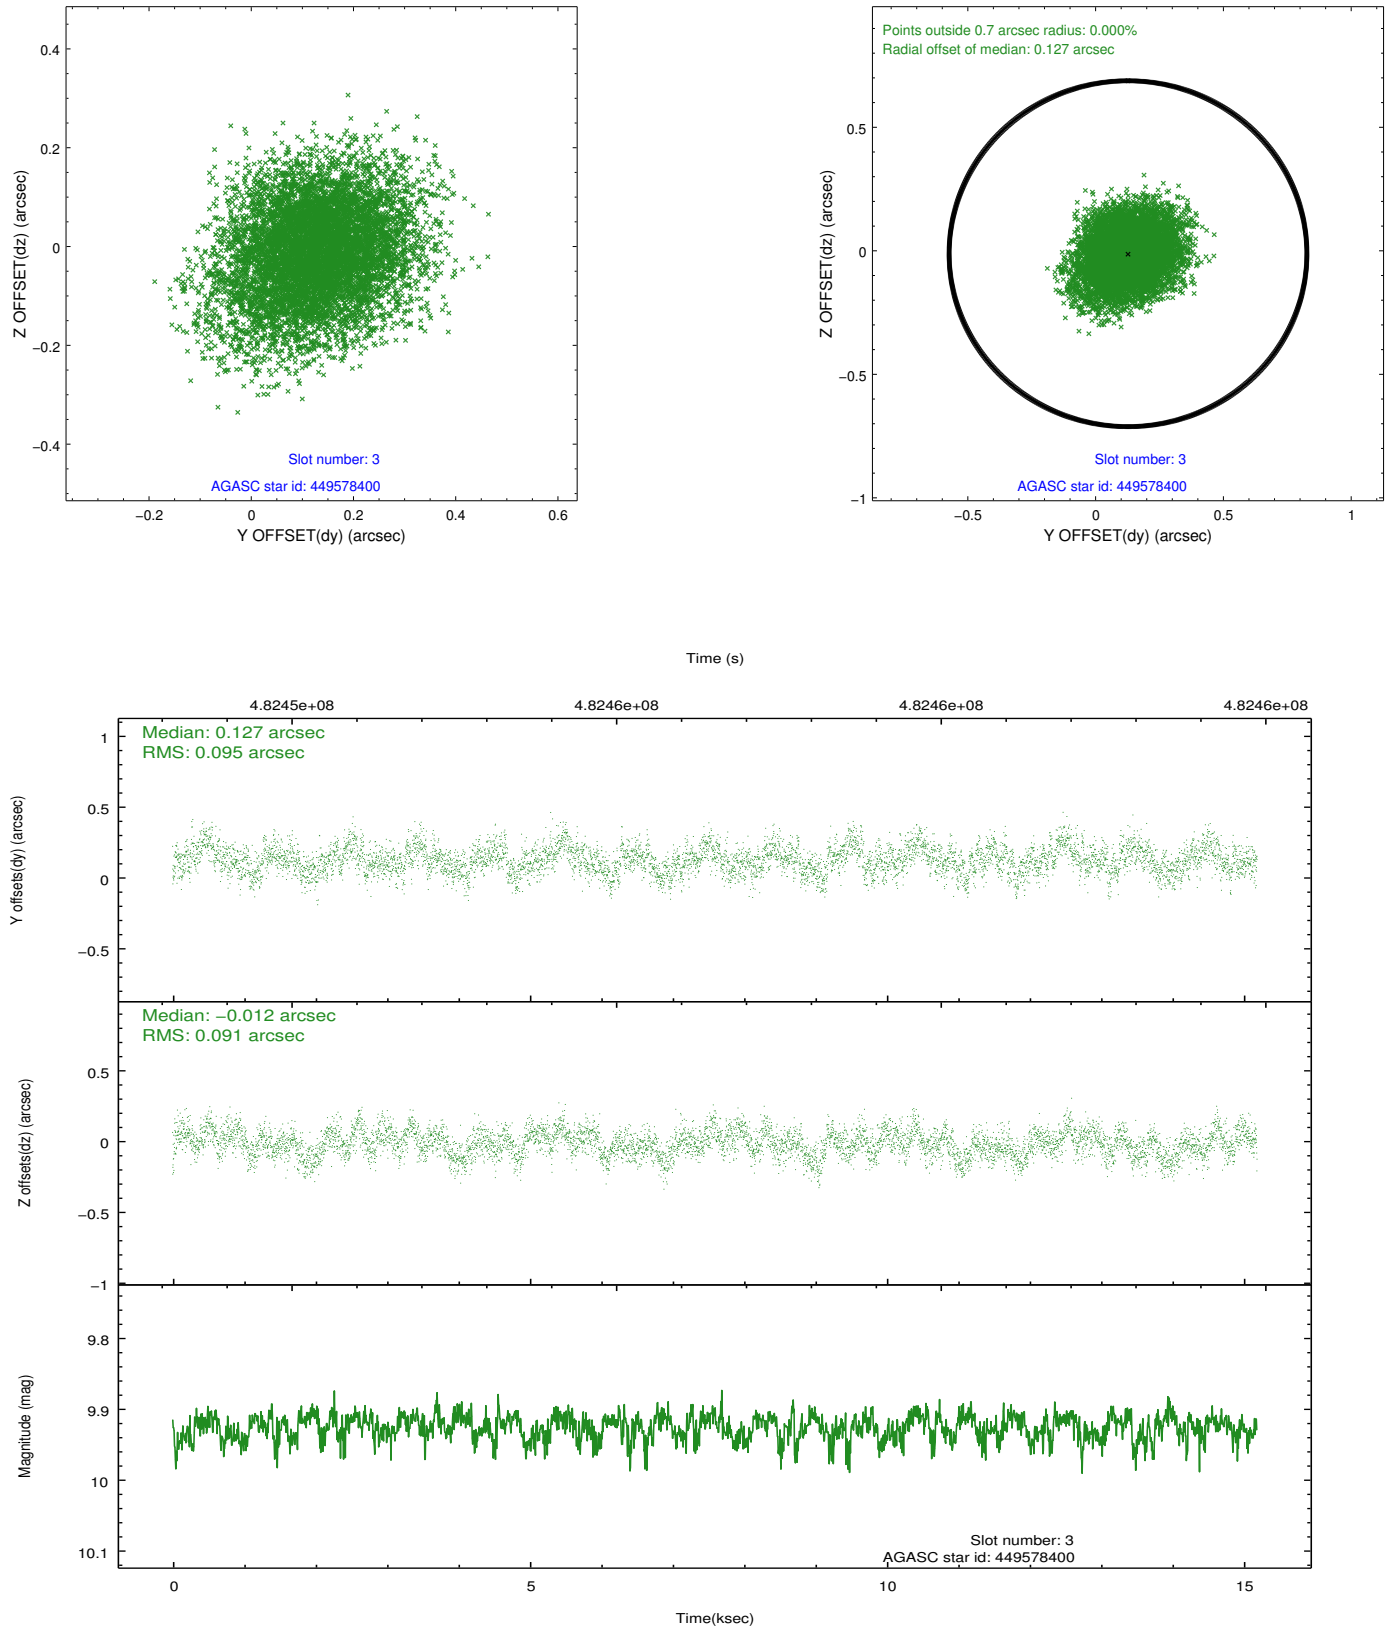 0.4
0.2
0
−0.2
−0.4
Z OFFSET(dz) (arcsec)
Slot number: 3
AGASC star id: 449578400
−0.2 0 0.2 0.4 0.6
Y OFFSET(dy) (arcsec)
Points outside 0.7 arcsec radius: 0.000%
Radial offset of median: 0.127 arcsec
0.5
0
−0.5
−1
Z OFFSET(dz) (arcsec)
Slot number: 3
AGASC star id: 449578400
−0.5 0 0.5 1
Y OFFSET(dy) (arcsec)
Time (s)
4.8245e+08 4.8246e+08 4.8246e+08 4.8246e+08
Median: 0.127 arcsec
RMS: 0.095 arcsec
1
0.5
0
−0.5
Y offsets(dy) (arcsec)
Median: −0.012 arcsec
RMS: 0.091 arcsec
0.5
0
−0.5
−1
Z offsets(dz) (arcsec)
9.8
9.9
10
10.1
Magnitude (mag)
Slot number: 3
AGASC star id: 449578400
0 5 10 15
Time(ksec)